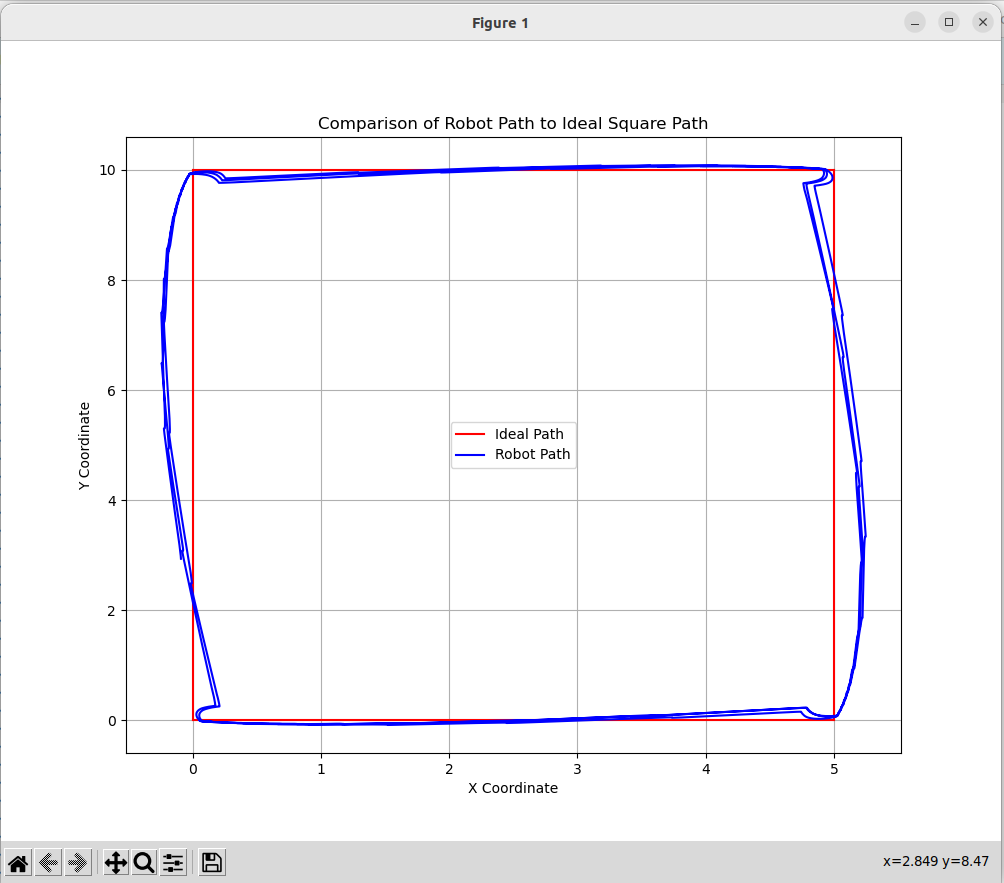 Figure 1
Comparison of Robot Path to Ideal Square Path
10
8
6
4
2
0
Y Coordinate
Ideal Path
Robot Path
0 1 2 3 4 5
X Coordinate
x=2.849 y=8.47